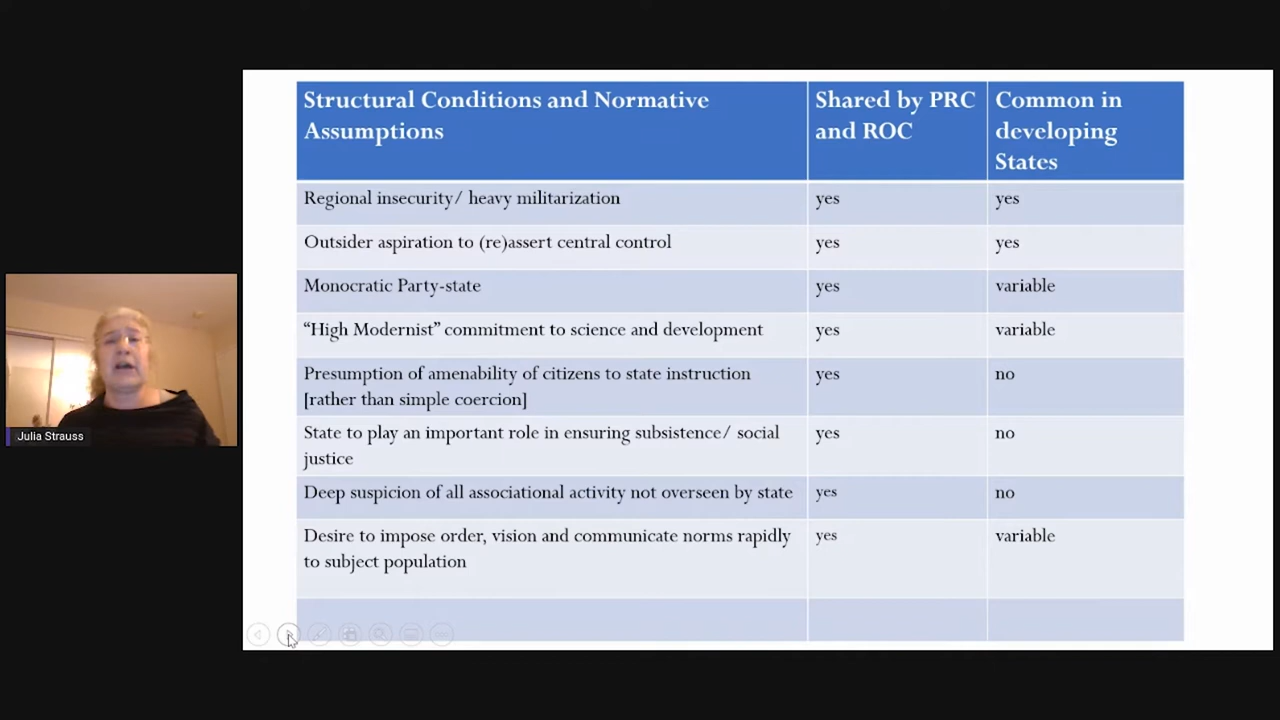 Structural Conditions and Normative
Assumptions
Shared by PRC
and ROC
Common in
developing
States
Regional insecurity/ heavy militarization
yes
yes
Outsider aspiration to (re)assert central control
yes
yes
Monocratic Party-state
yes
variable
“High Modernist” commitment to science and development
yes
variable
Presumption of amenability of citizens to state instruction
[rather than simple coercion]
yes
no
State to play an important role in ensuring subsistence/ social
justice
yes
no
Deep suspicion of all associational activity not overseen by state
yes
no
Desire to impose order, vision and communicate norms rapidly
to subject population
yes
variable
Julia Strauss